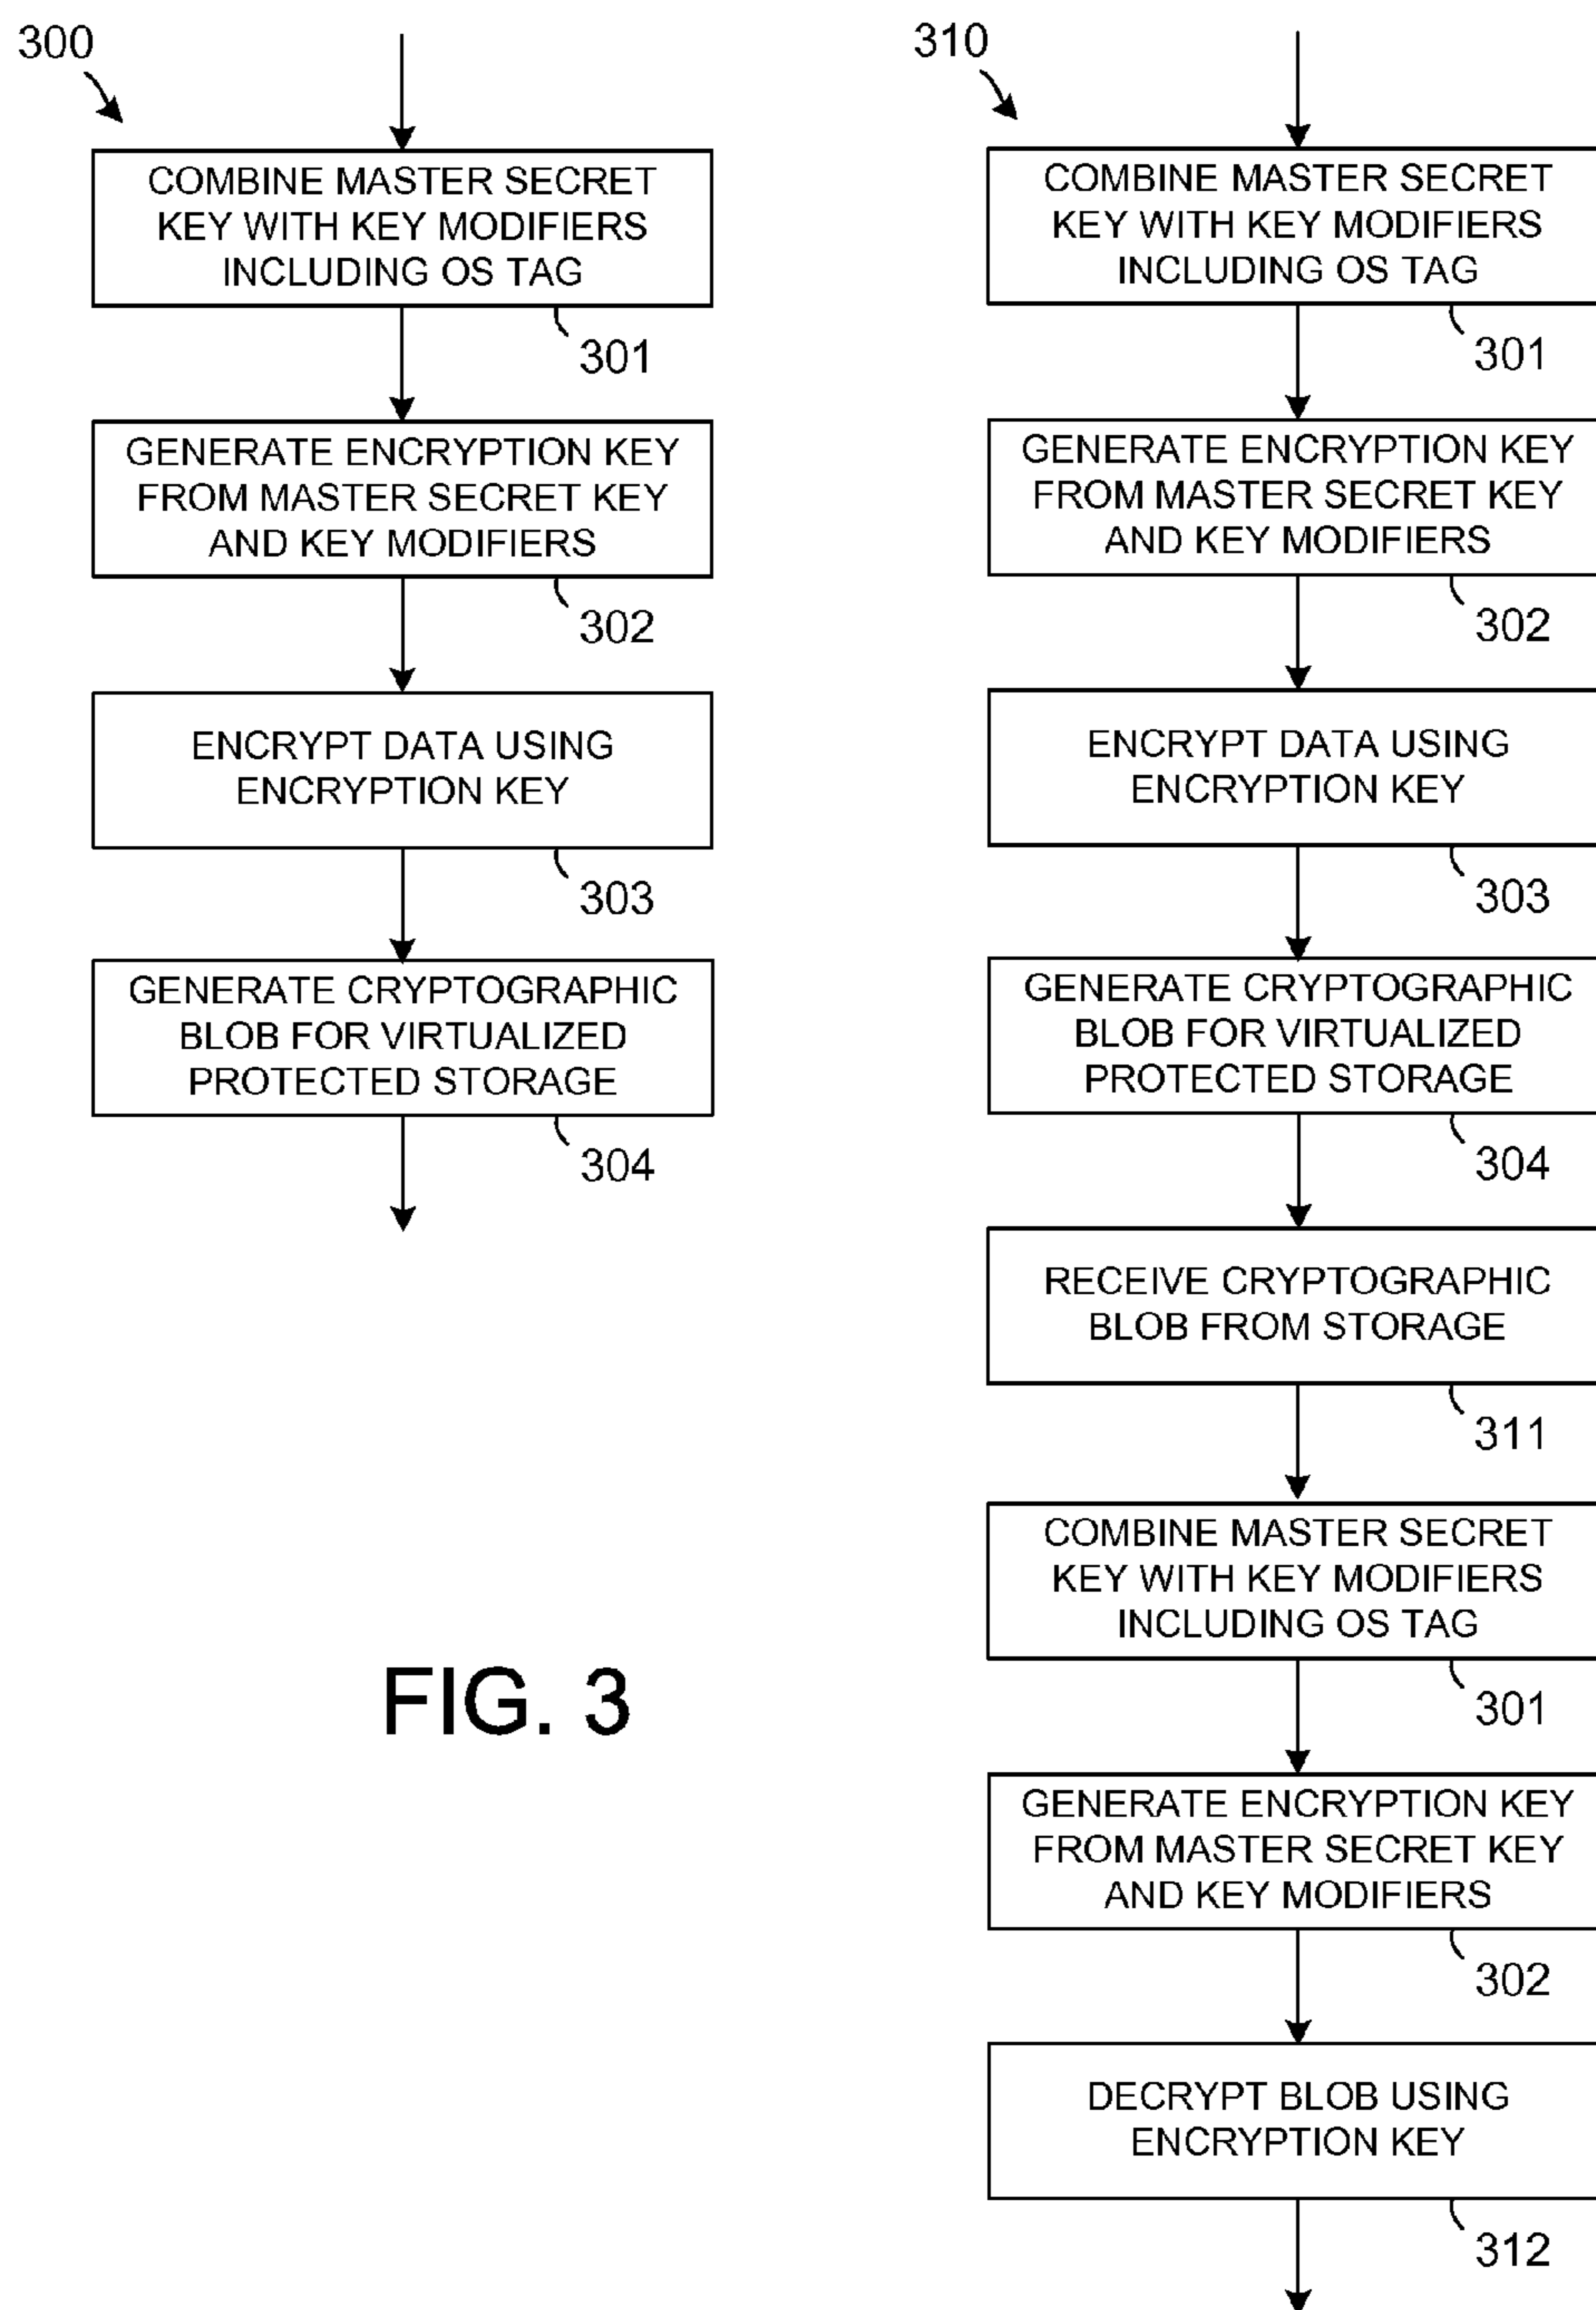 300
COMBINE MASTER SECRET
KEY WITH KEY MODIFIERS
INCLUDING OS TAG
301
GENERATE ENCRYPTION KEY
FROM MASTER SECRET KEY
AND KEY MODIFIERS
302
ENCRYPT DATA USING
ENCRYPTION KEY
303
GENERATE CRYPTOGRAPHIC
BLOB FOR VIRTUALIZED
PROTECTED STORAGE
304
FIG. 3
310
COMBINE MASTER SECRET
KEY WITH KEY MODIFIERS
INCLUDING OS TAG
301
GENERATE ENCRYPTION KEY
FROM MASTER SECRET KEY
AND KEY MODIFIERS
302
ENCRYPT DATA USING
ENCRYPTION KEY
303
GENERATE CRYPTOGRAPHIC
BLOB FOR VIRTUALIZED
PROTECTED STORAGE
304
RECEIVE CRYPTOGRAPHIC
BLOB FROM STORAGE
311
COMBINE MASTER SECRET
KEY WITH KEY MODIFIERS
INCLUDING OS TAG
301
GENERATE ENCRYPTION KEY
FROM MASTER SECRET KEY
AND KEY MODIFIERS
302
DECRYPT BLOB USING
ENCRYPTION KEY
312